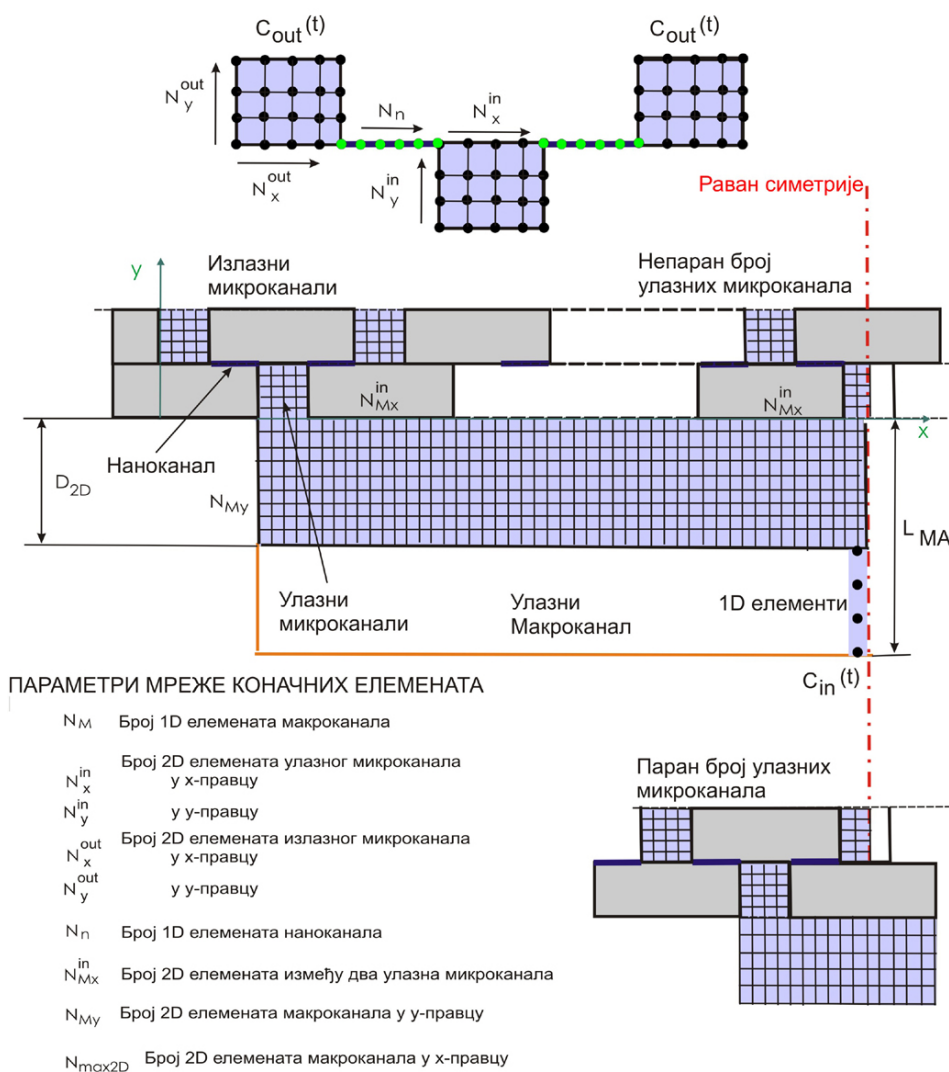 C_out (t)
C_out (t)
N_y^out
N_n
N_x^in
N_x^out
N_y^in
Раван симетрије
y
Излазни
микроканали
Непаран број
улазних микроканала
N_Mx^in
N_Mx^in
x
Наноканал
D_2D
N_My
L_MA
Улазни
микроканали
Улазни
Макроканал
1D елементи
C_in (t)
ПАРАМЕТРИ МРЕЖЕ КОНАЧНИХ ЕЛЕМЕНАТА
N_M Број 1D елемената макроканала
N_x^in Број 2D елемената улазног микроканала
у x-правцу
N_y^in у y-правцу
N_x^out Број 2D елемената излазног микроканала
у x-правцу
N_y^out у y-правцу
N_n Број 1D елемената наноканала
N_Mx^in Број 2D елемената између два улазна микроканала
N_My Број 2D елемената макроканала у y-правцу
N_max2D Број 2D елемената макроканала у x-правцу
Паран број улазних
микроканала